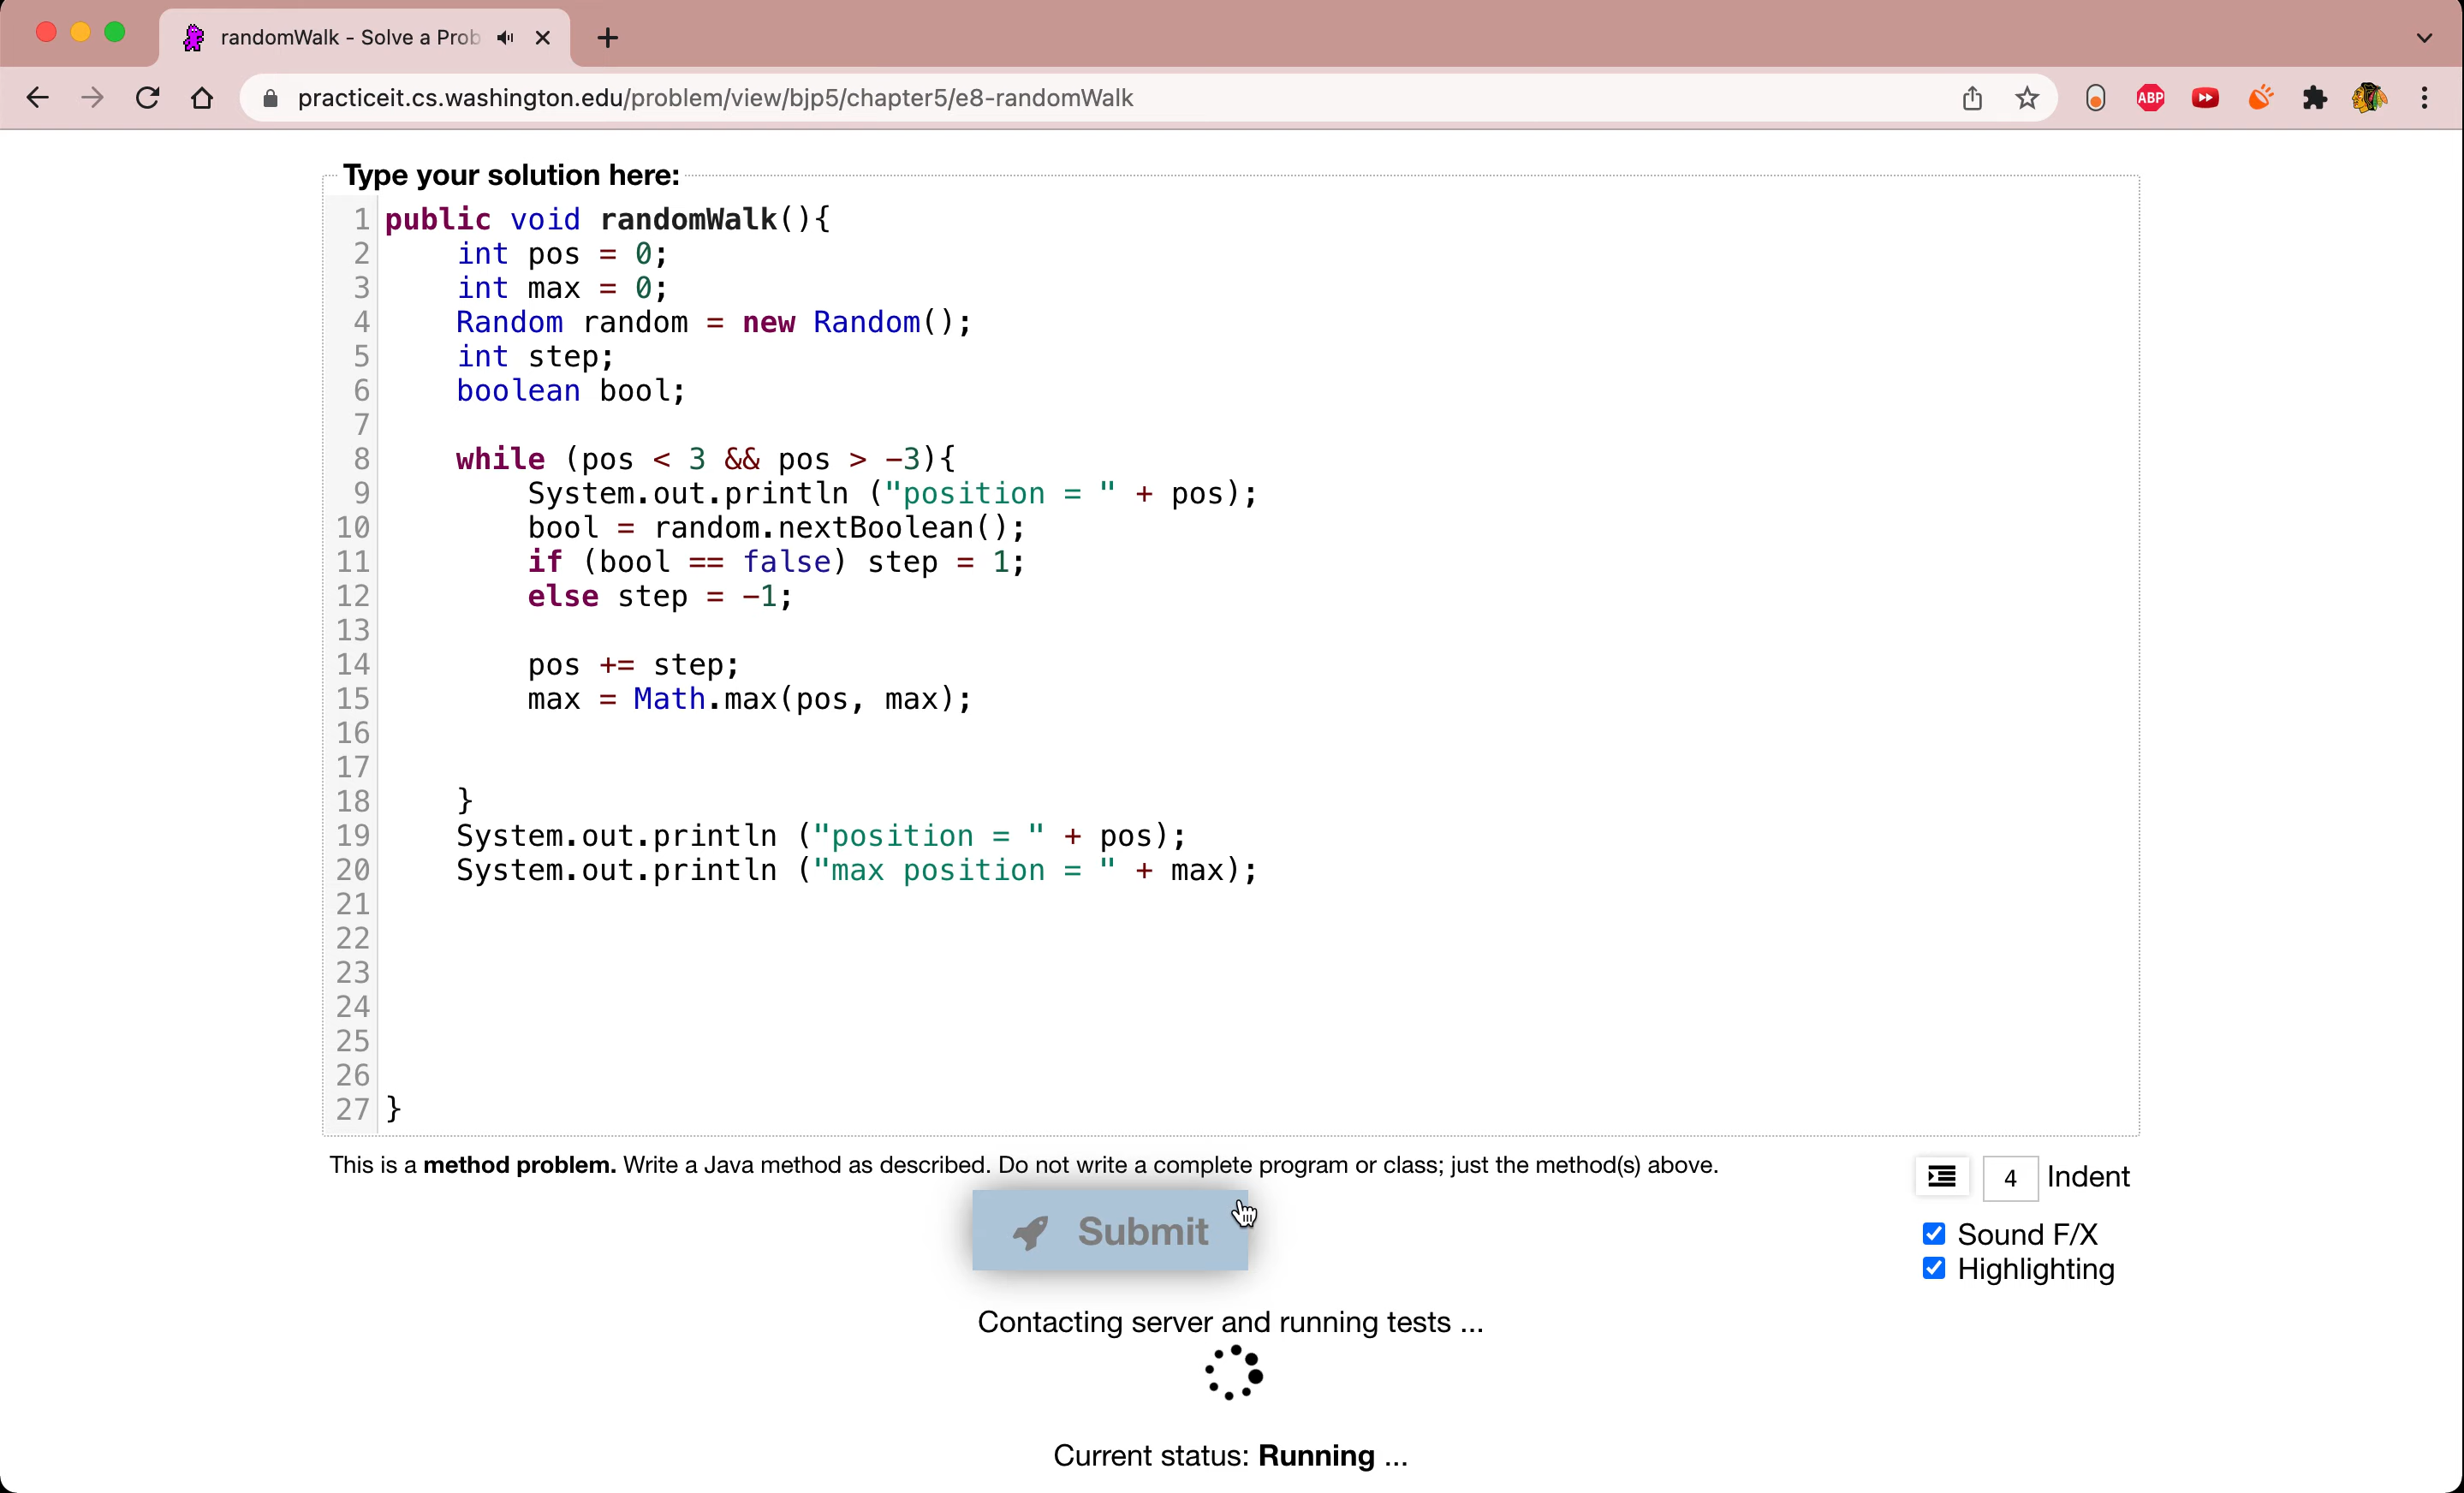 randomWalk - Solve a Prob
practiceit.cs.washington.edu/problem/view/bjp5/chapter5/e8-randomWalk
ABP
Type your solution here:
1 public void randomWalk(){
2     int pos = 0;
3     int max = 0;
4     Random random = new Random();
5     int step;
6     boolean bool;
7
8     while (pos < 3 && pos > -3){
9         System.out.println ("position = " + pos);
10         bool = random.nextBoolean();
11         if (bool == false) step = 1;
12         else step = -1;
13
14         pos += step;
15         max = Math.max(pos, max);
16
17
18     }
19     System.out.println ("position = " + pos);
20     System.out.println ("max position = " + max);
21
22
23
24
25
26
27 }
This is a method problem. Write a Java method as described. Do not write a complete program or class; just the method(s) above.
4 Indent
Submit
Sound F/X
Highlighting
Contacting server and running tests ...
Current status: Running ...